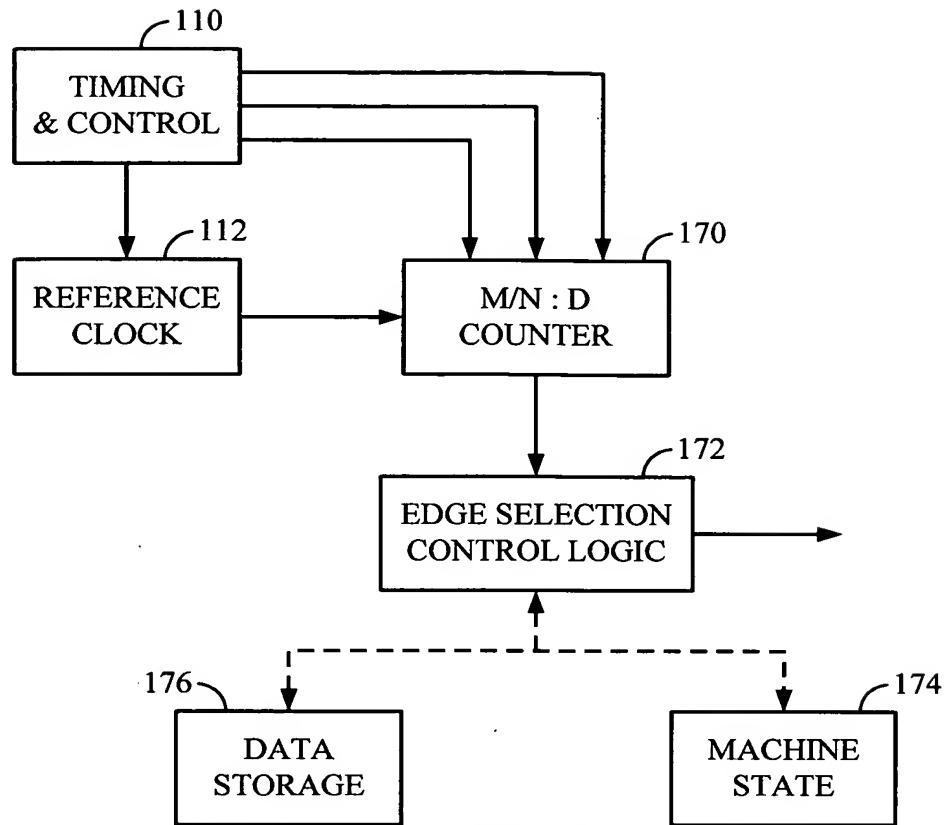 110
TIMING
& CONTROL
112
REFERENCE
CLOCK
170
M/N : D
COUNTER
172
EDGE SELECTION
CONTROL LOGIC
176
DATA
STORAGE
174
MACHINE
STATE